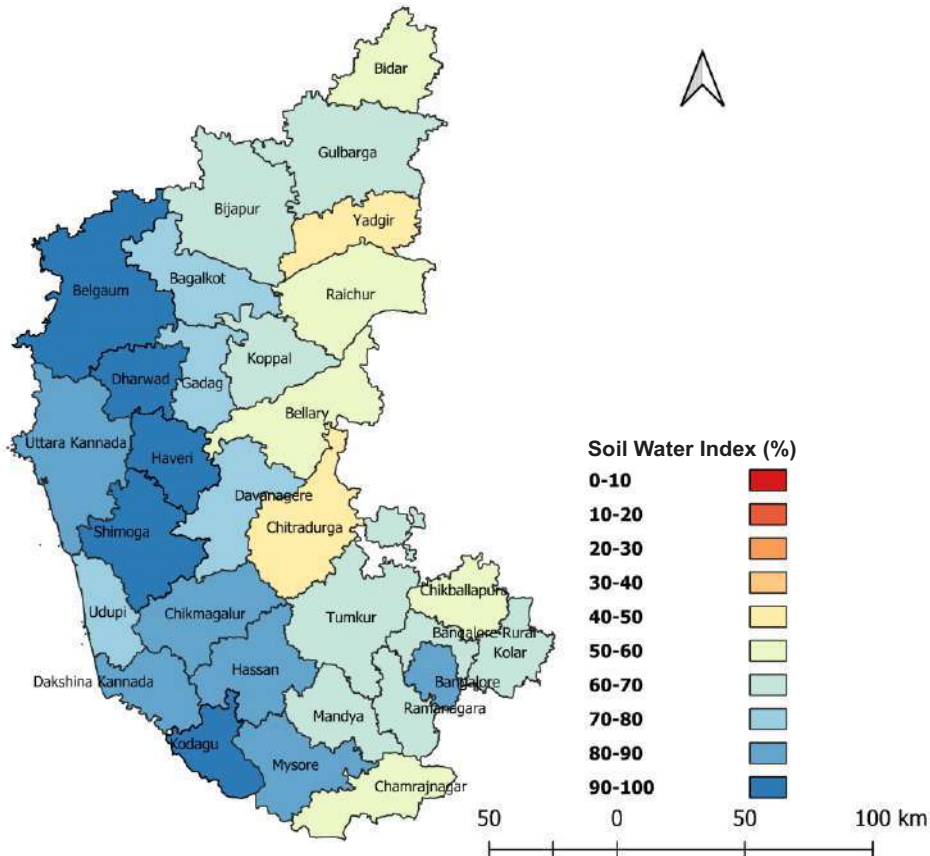 Bidar
Gulbarga
Bijapur
Yadgir
Bagalkot
Belgaum
Raichur
Koppal
Dharwad
Gadag
Bellary
Uttara Kannada
Haveri
Davanagere
Chitradurga
Shimoga
Chikballapura
Udupi
Chikmagalur
Tumkur
Bangalore Rural
Kolar
Hassan
Dakshina Kannada
Bangalore
Ramanagara
Mandya
Kodagu
Mysore
Chamrajnagar
Soil Water Index (%)
0-10
10-20
20-30
30-40
40-50
50-60
60-70
70-80
80-90
90-100
50 0 50 100 km